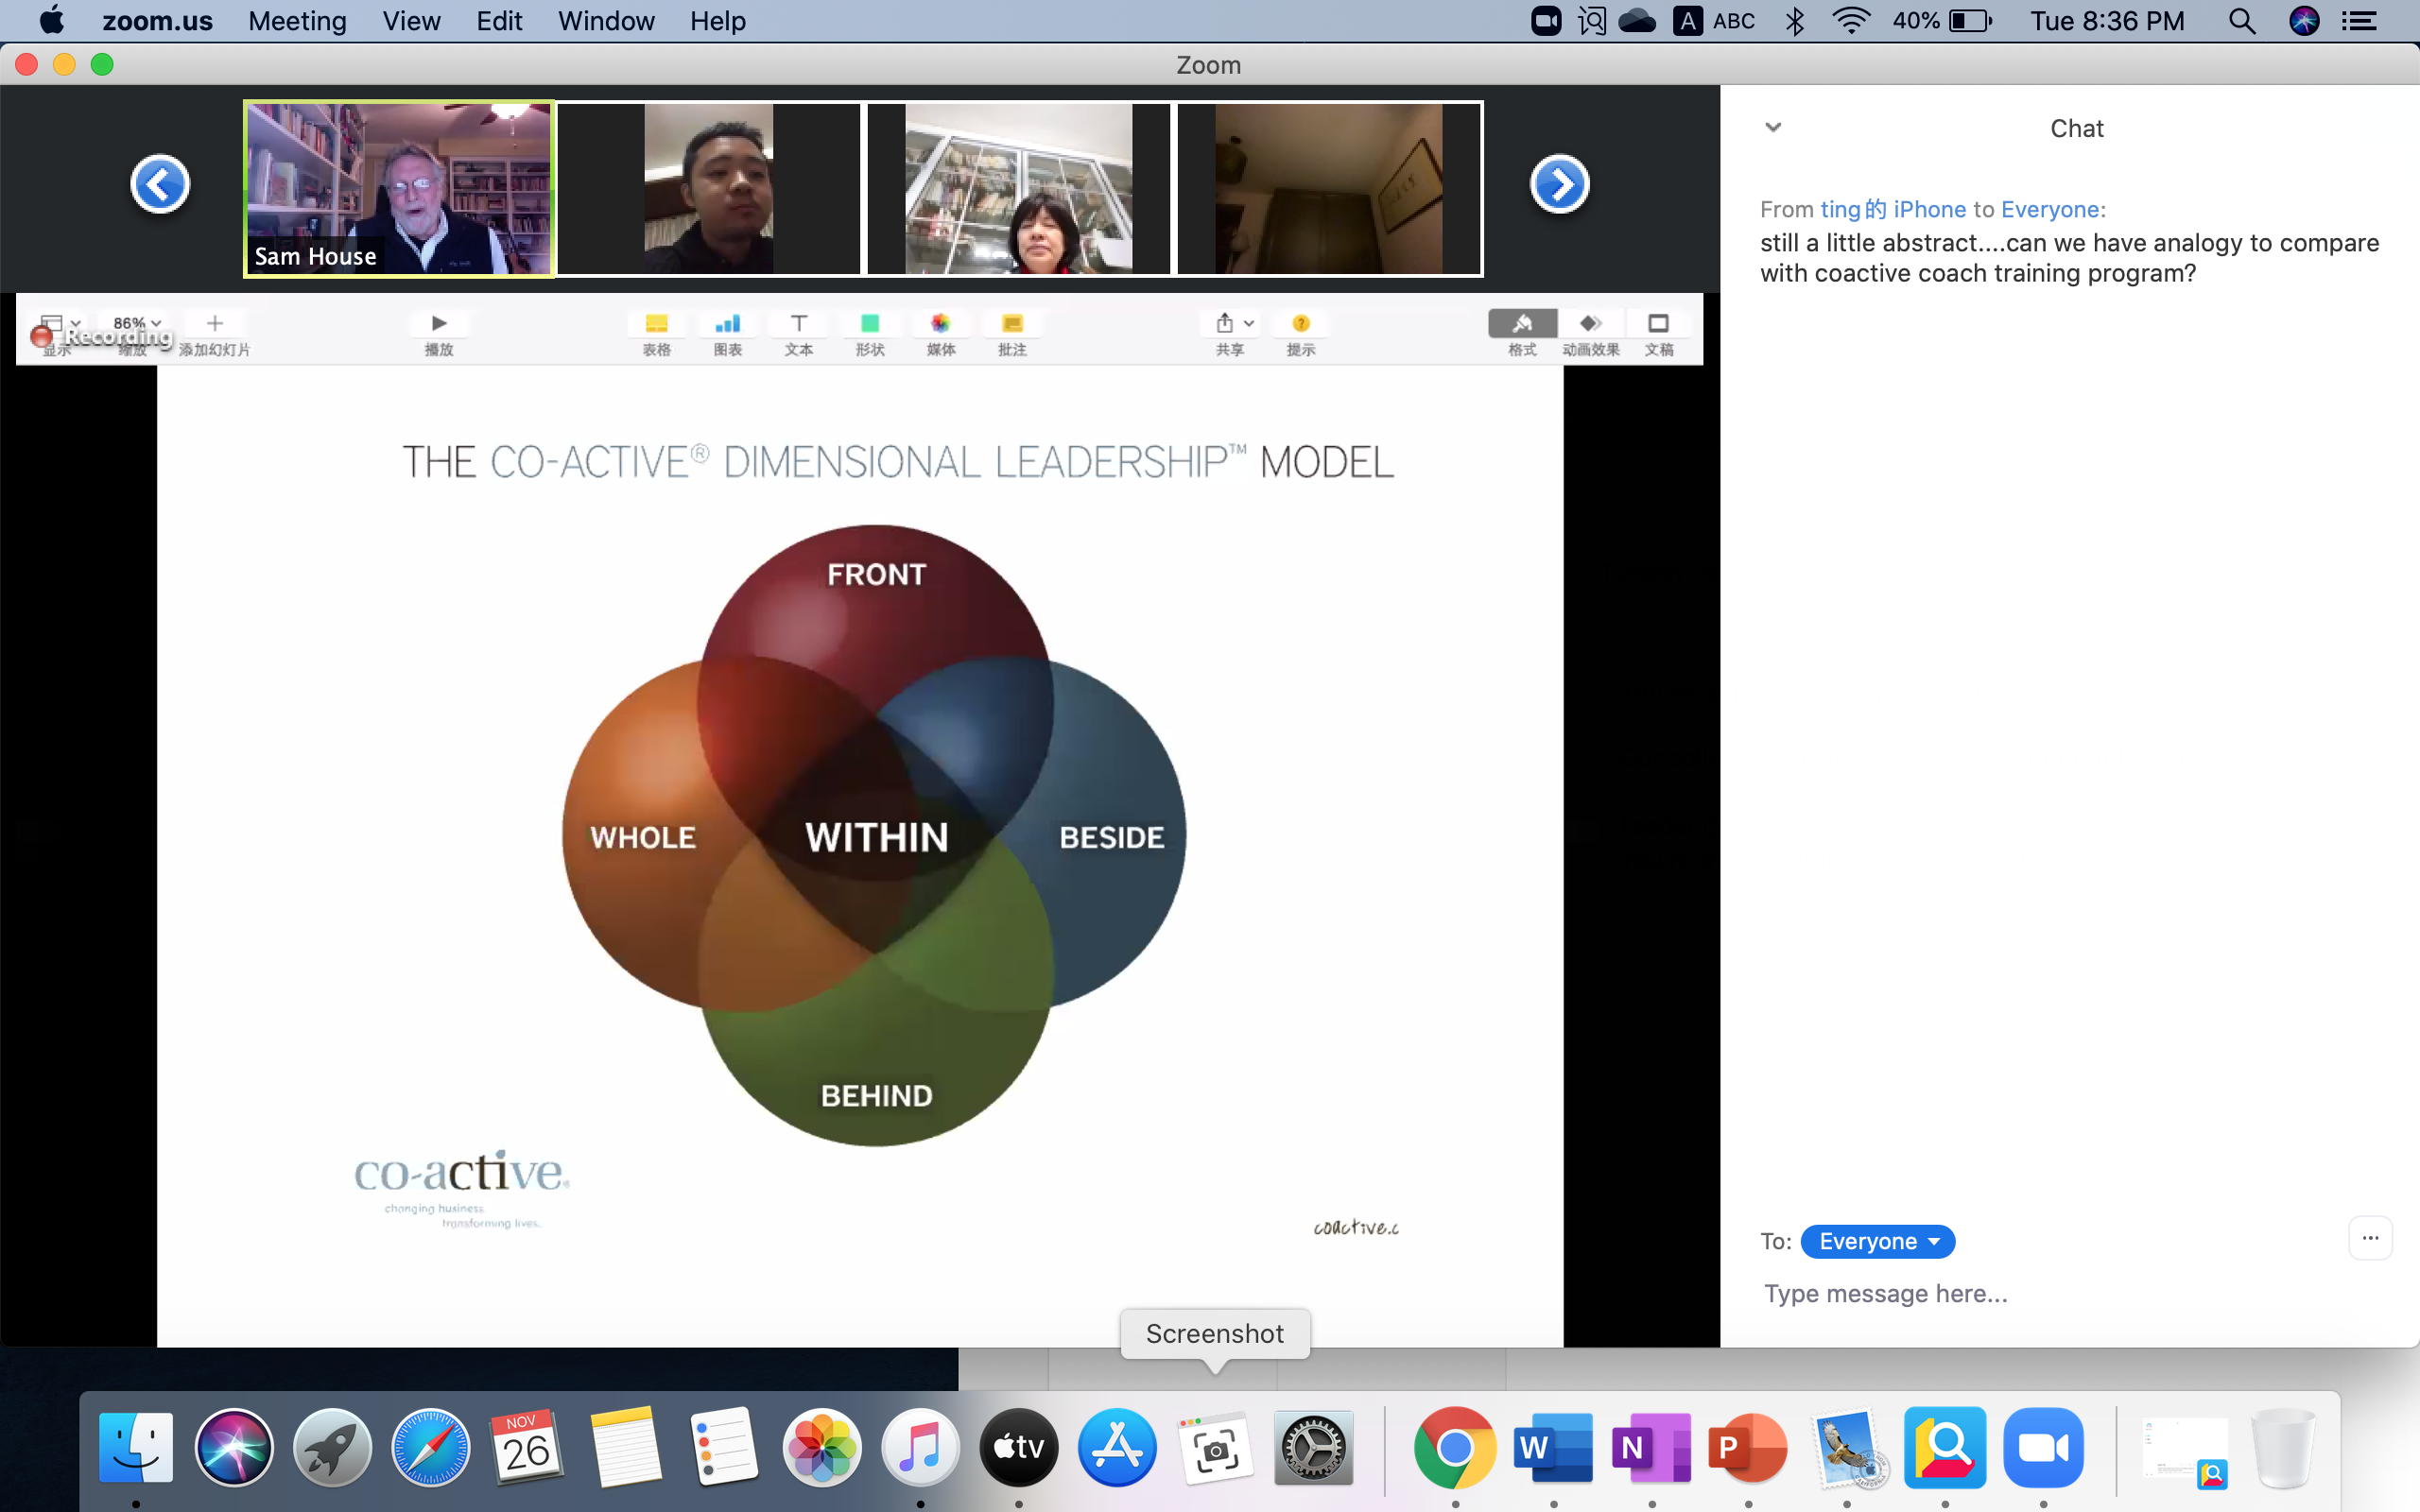 zoom.us Meeting View Edit Window Help
A ABC 40% Tue 8:36 PM
Zoom
Sam House
Chat
From ting的 iPhone to Everyone:
still a little abstract....can we have analogy to compare
with coactive coach training program?
86%
Recording
显示 缩放 添加幻灯片 播放 表格 图表 文本 形状 媒体 批注 共享 提示 格式 动画效果 文稿
THE CO-ACTIVE® DIMENSIONAL LEADERSHIP™ MODEL
FRONT
WHOLE WITHIN BESIDE
BEHIND
co-active®
changing business.
transforming lives.
coactive.c
To: Everyone
Type message here...
Screenshot
NOV
26
tv
W N P